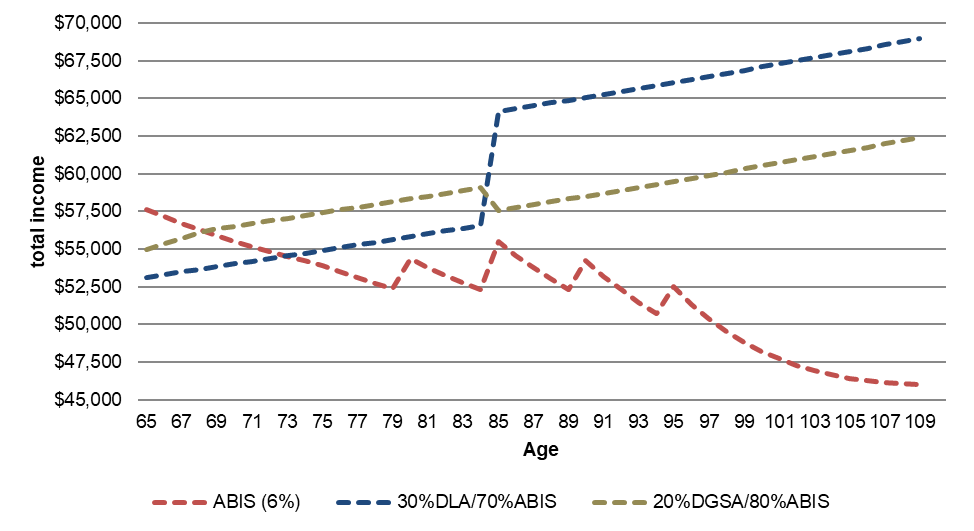 $70,000
$67,500
$65,000
$62,500
$60,000
$57,500
$55,000
$52,500
$50,000
$47,500
$45,000
total income
65 67 69 71 73 75 77 79 81 83 85 87 89 91 93 95 97 99 101 103 105 107 109
Age
ABIS (6%) 30%DLA/70%ABIS 20%DGSA/80%ABIS